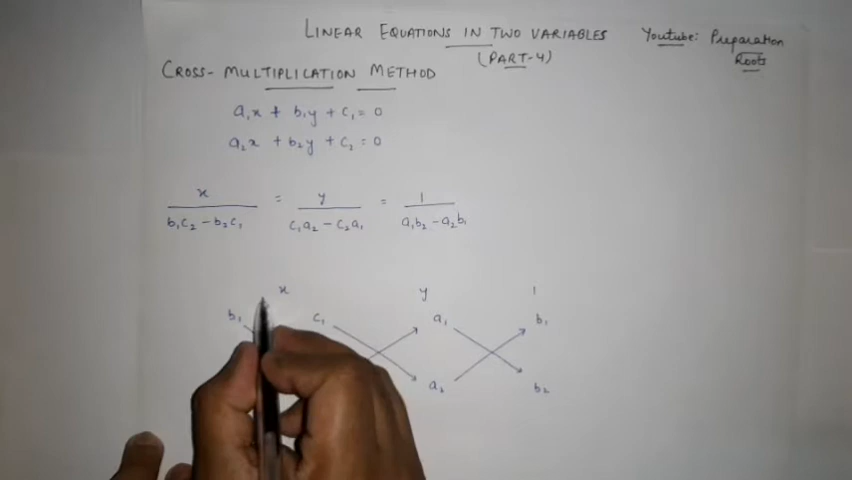 LINEAR EQUATIONS IN TWO VARIABLES
(PART-4)
Youtube: Preparation
Roots
CROSS-MULTIPLICATION METHOD
a₁x + b₁y + c₁ = 0
a₂x + b₂y + c₂ = 0
x = y = 1
b₁c₂ - b₂c₁ c₁a₂ - c₂a₁ a₁b₂ - a₂b₁
x y 1
b₁ c₁ a₁ b₁
a₂ b₂